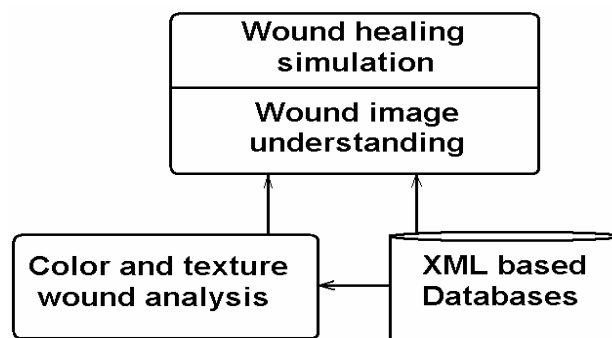 Wound healing
simulation
Wound image
understanding
Color and texture
wound analysis
XML based
Databases